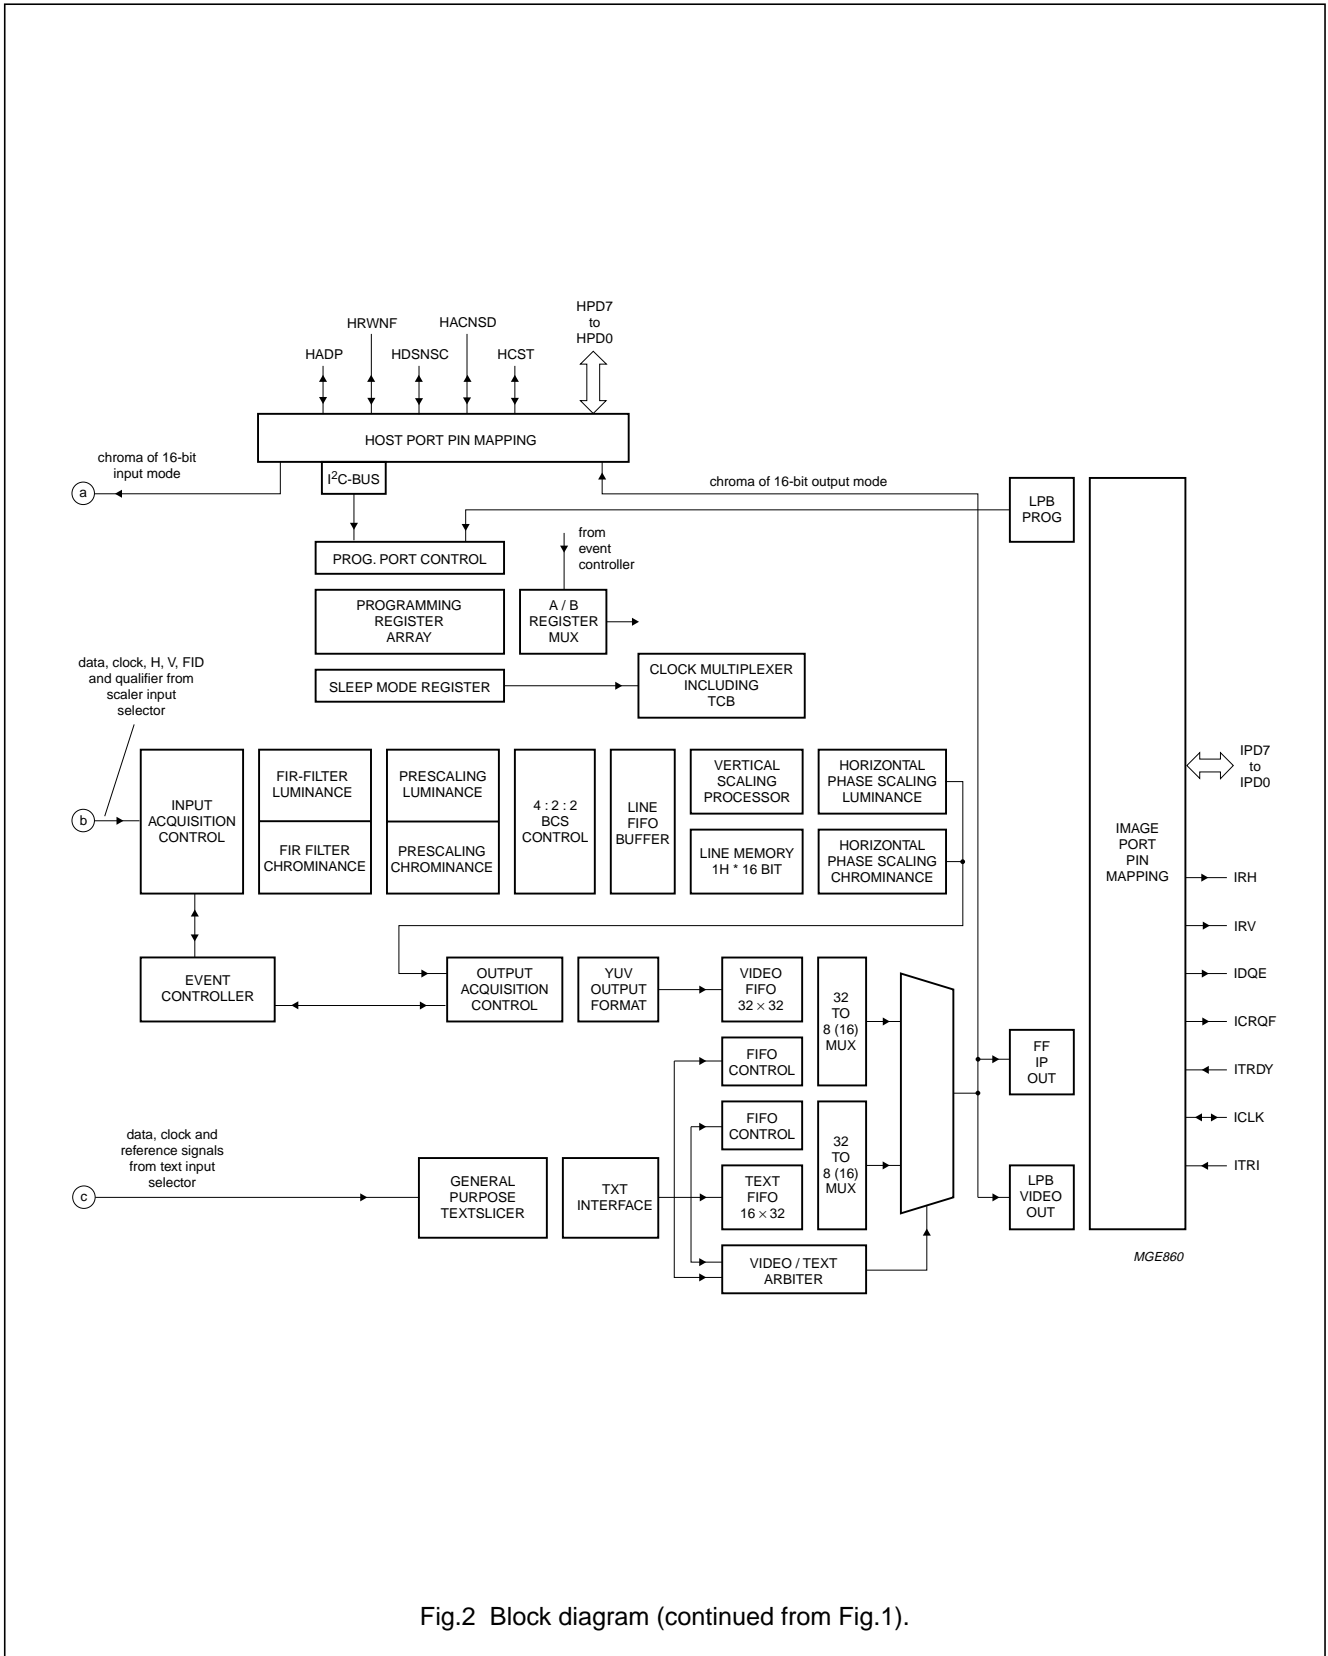 HPD7
to
HPD0
HRWNF
HACNSD
HADP
HDSNSC
HCST
HOST PORT PIN MAPPING
chroma of 16-bit
input mode
a
I²C-BUS
chroma of 16-bit output mode
LPB
PROG
from
event
controller
PROG. PORT CONTROL
PROGRAMMING
REGISTER
ARRAY
A / B
REGISTER
MUX
data, clock, H, V, FID
and qualifier from
scaler input
selector
SLEEP MODE REGISTER
CLOCK MULTIPLEXER
INCLUDING
TCB
b
INPUT
ACQUISITION
CONTROL
FIR-FILTER
LUMINANCE
FIR FILTER
CHROMINANCE
PRESCALING
LUMINANCE
PRESCALING
CHROMINANCE
4 : 2 : 2
BCS
CONTROL
LINE
FIFO
BUFFER
VERTICAL
SCALING
PROCESSOR
LINE MEMORY
1H * 16 BIT
HORIZONTAL
PHASE SCALING
LUMINANCE
HORIZONTAL
PHASE SCALING
CHROMINANCE
IMAGE
PORT
PIN
MAPPING
IPD7
to
IPD0
IRH
IRV
IDQE
ICRQF
ITRDY
ICLK
ITRI
EVENT
CONTROLLER
OUTPUT
ACQUISITION
CONTROL
YUV
OUTPUT
FORMAT
VIDEO
FIFO
32 × 32
32
TO
8 (16)
MUX
FIFO
CONTROL
FF
IP
OUT
data, clock and
reference signals
from text input
selector
c
GENERAL
PURPOSE
TEXTSLICER
TXT
INTERFACE
FIFO
CONTROL
TEXT
FIFO
16 × 32
32
TO
8 (16)
MUX
LPB
VIDEO
OUT
VIDEO / TEXT
ARBITER
MGE860
Fig.2 Block diagram (continued from Fig.1).